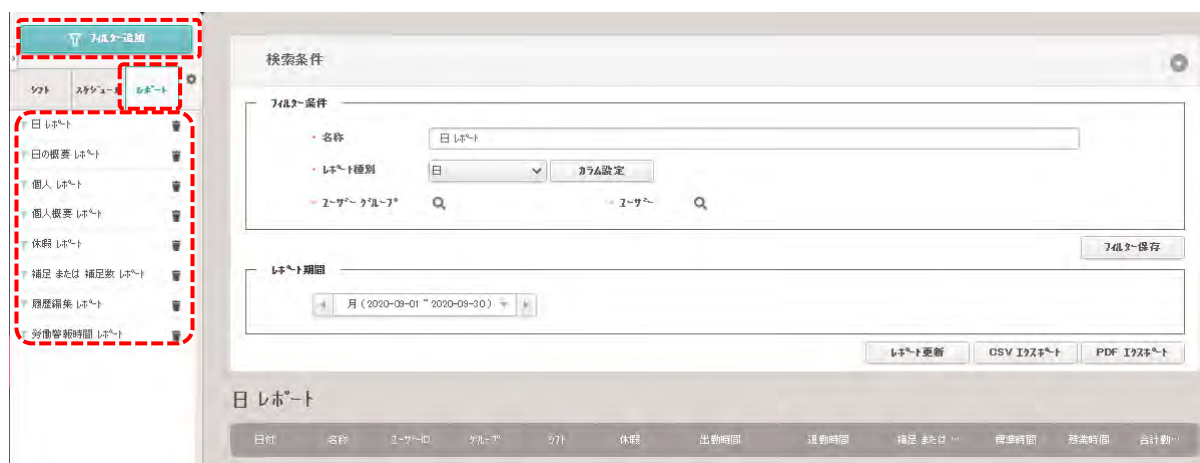 ﾌｨﾙﾀｰ追加
ｼﾌﾄ ｽｹｼﾞｭｰﾙ ﾚﾎﾟｰﾄ
日 ﾚﾎﾟｰﾄ
日の概要 ﾚﾎﾟｰﾄ
個人 ﾚﾎﾟｰﾄ
個人概要 ﾚﾎﾟｰﾄ
休暇 ﾚﾎﾟｰﾄ
補足 または 補足数 ﾚﾎﾟｰﾄ
履歴編集 ﾚﾎﾟｰﾄ
労働警報時間 ﾚﾎﾟｰﾄ
検索条件
ﾌｨﾙﾀｰ条件
・ 名称 日 ﾚﾎﾟｰﾄ
・ ﾚﾎﾟｰﾄ種別 日 ｶﾗﾑ設定
・ ﾕｰｻﾞｰ ｸﾞﾙｰﾌﾟ ・ ﾕｰｻﾞｰ
ﾌｨﾙﾀｰ保存
ﾚﾎﾟｰﾄ期間
月 ( 2020-09-01 ~ 2020-09-30 )
ﾚﾎﾟｰﾄ更新 CSV ｴｸｽﾎﾟｰﾄ PDF ｴｸｽﾎﾟｰﾄ
日 ﾚﾎﾟｰﾄ
日付 名称 ﾕｰｻﾞｰID ｸﾞﾙｰﾌﾟ ｼﾌﾄ 休暇 出勤時間 退勤時間 補足 または … 標準時間 残業時間 合計勤…